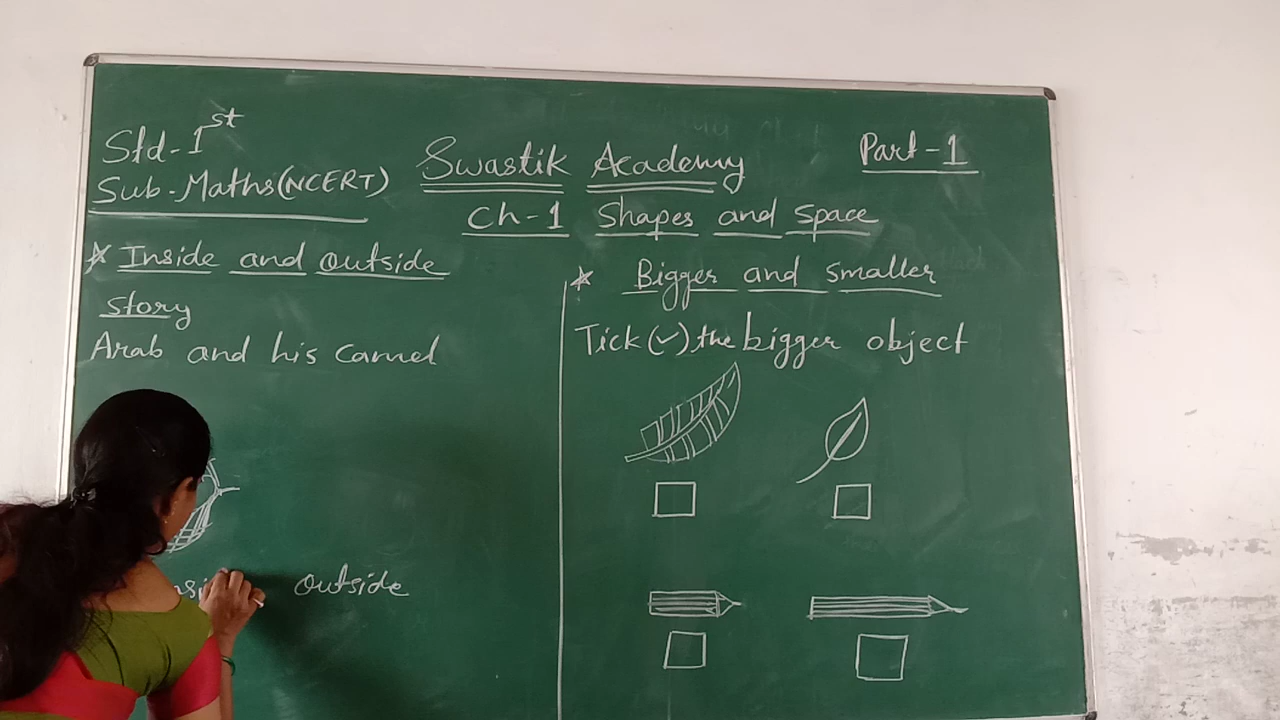 Std-1st
Sub-Maths(NCERT)
Swastik Academy
Part-1
Ch-1 Shapes and space
* Inside and outside
story
Arab and his camel
outside
* Bigger and smaller
Tick (✓) the bigger object